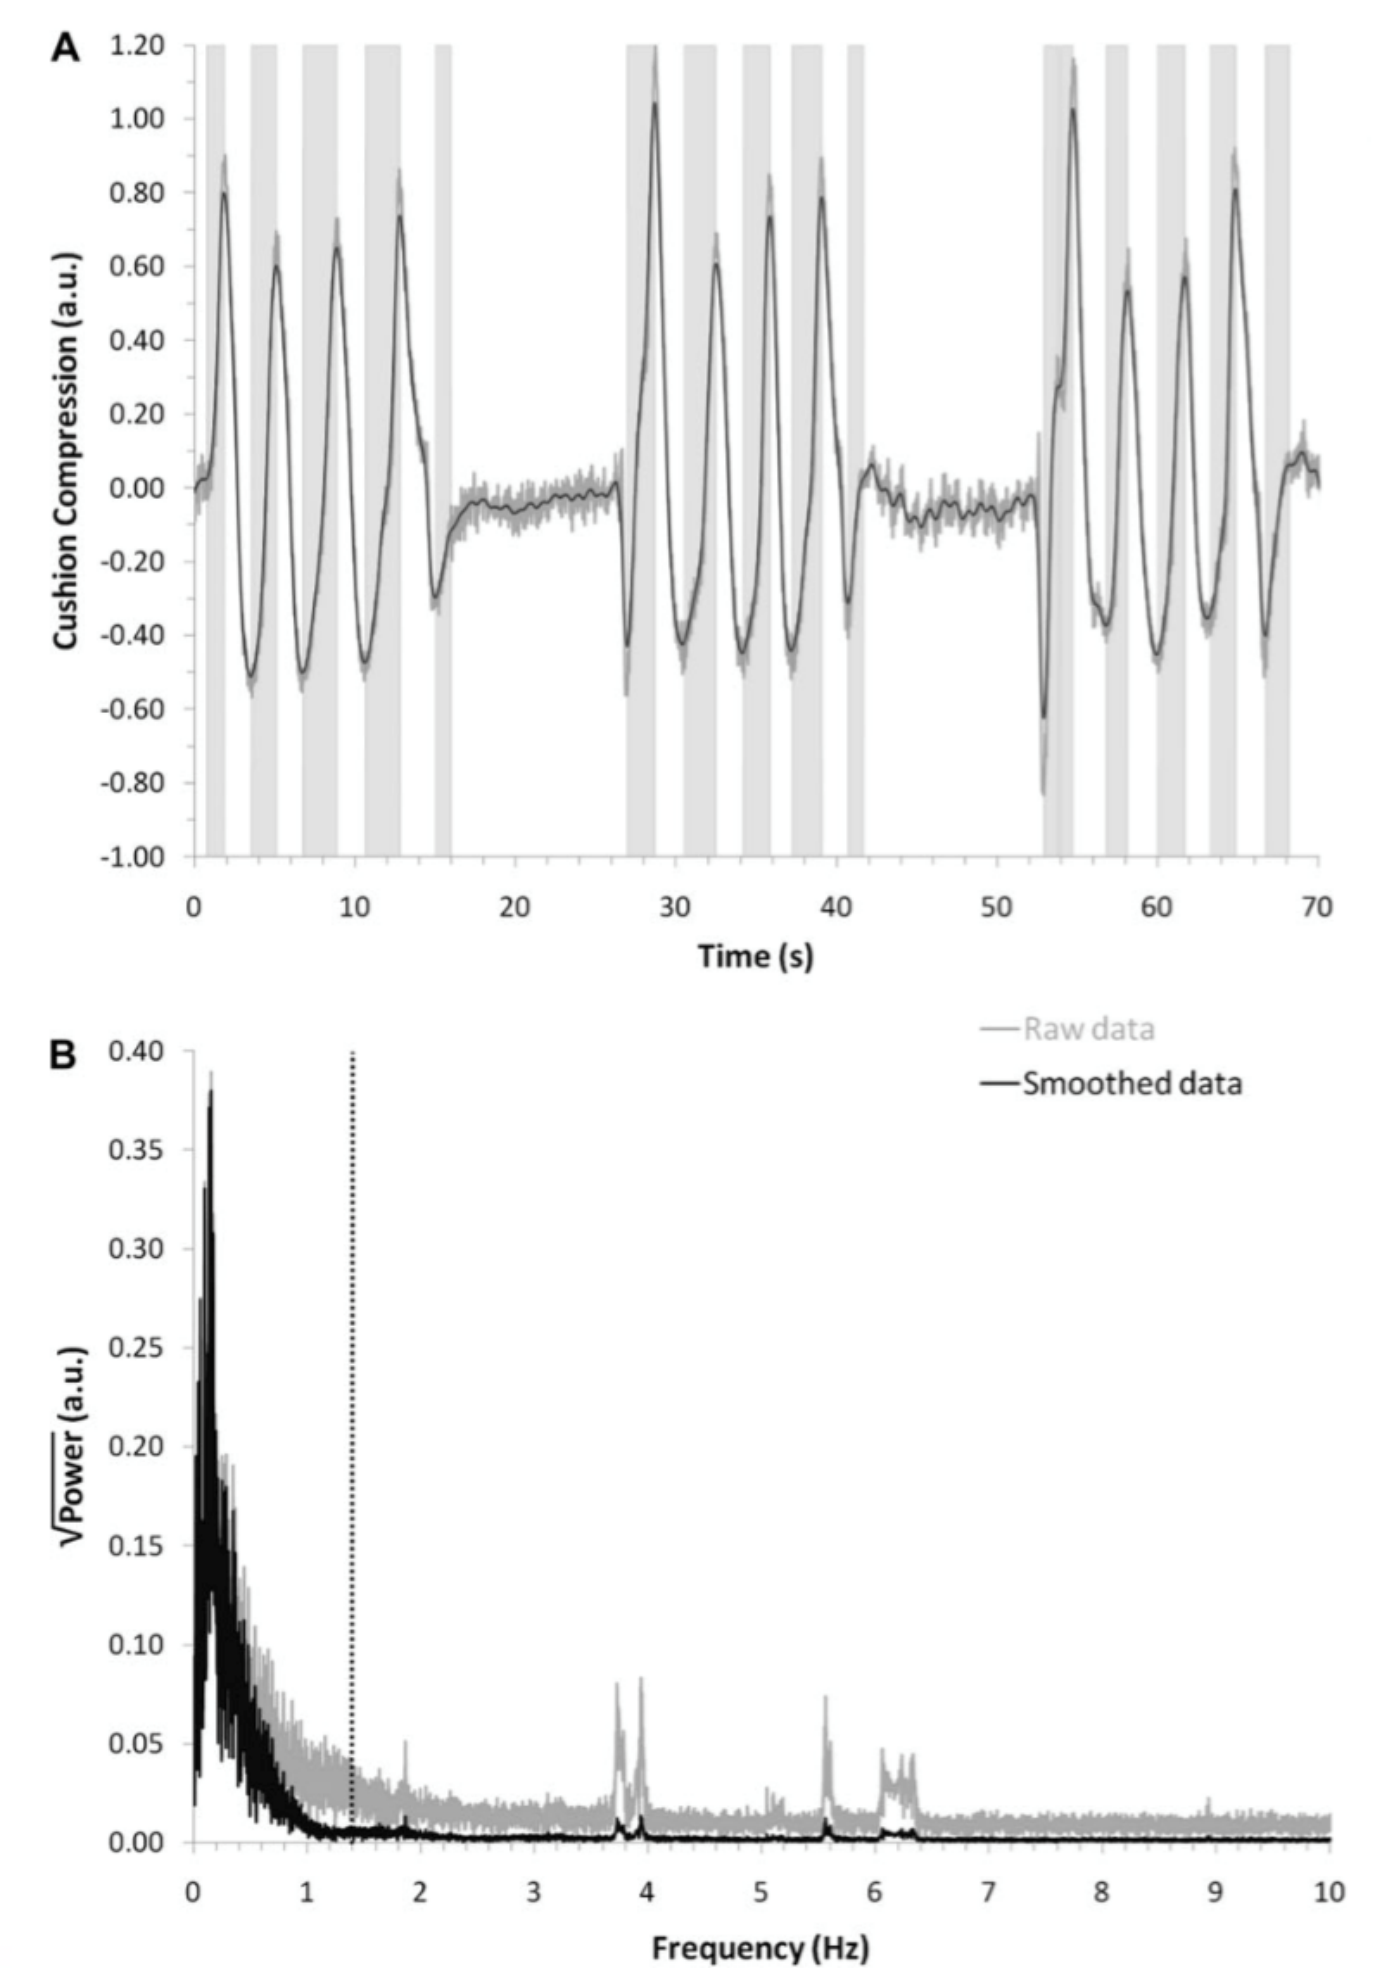 A
1.20
1.00
0.80
0.60
0.40
0.20
0.00
-0.20
-0.40
-0.60
-0.80
-1.00
Cushion Compression (a.u.)
0 10 20 30 40 50 60 70
Time (s)
Raw data
Smoothed data
B
0.40
0.35
0.30
0.25
0.20
0.15
0.10
0.05
0.00
√Power (a.u.)
0 1 2 3 4 5 6 7 8 9 10
Frequency (Hz)